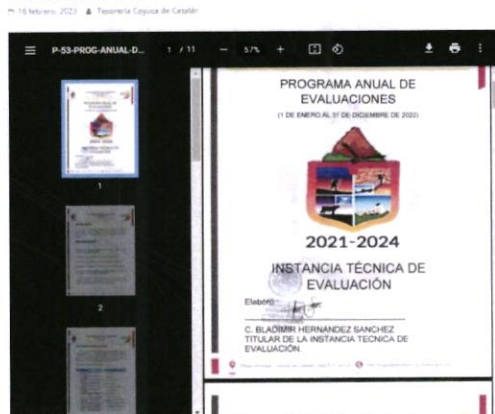 16 febrero, 2023 Tesorería Coyuca de Catalán
P-53-PROG-ANUAL-D... 1 / 11 57%
PROGRAMA ANUAL DE
EVALUACIONES
(1 DE ENERO AL 31 DE DICIEMBRE DE 2022)
2021-2024
INSTANCIA TÉCNICA DE
EVALUACIÓN
Elaboró:
C. BLADIMIR HERNÁNDEZ SANCHEZ
TITULAR DE LA INSTANCIA TECNICA DE
EVALUACIÓN.
1
2